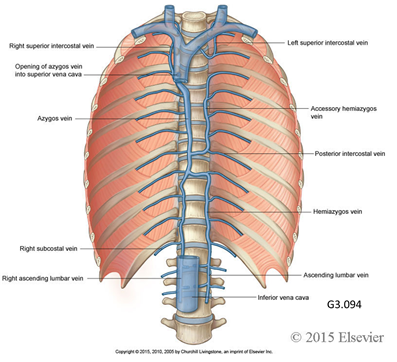 Right superior intercostal vein
Left superior intercostal vein
Opening of azygos vein
into superior vena cava
Azygos vein
Accessory hemiazygos
vein
Posterior intercostal vein
Hemiazygos
vein
Right subcostal vein
Right ascending lumbar vein
Ascending lumbar vein
Inferior vena cava
G3.094
© 2015 Elsevier
Copyright © 2015, 2010, 2005 by Churchill Livingstone, an imprint of Elsevier Inc.